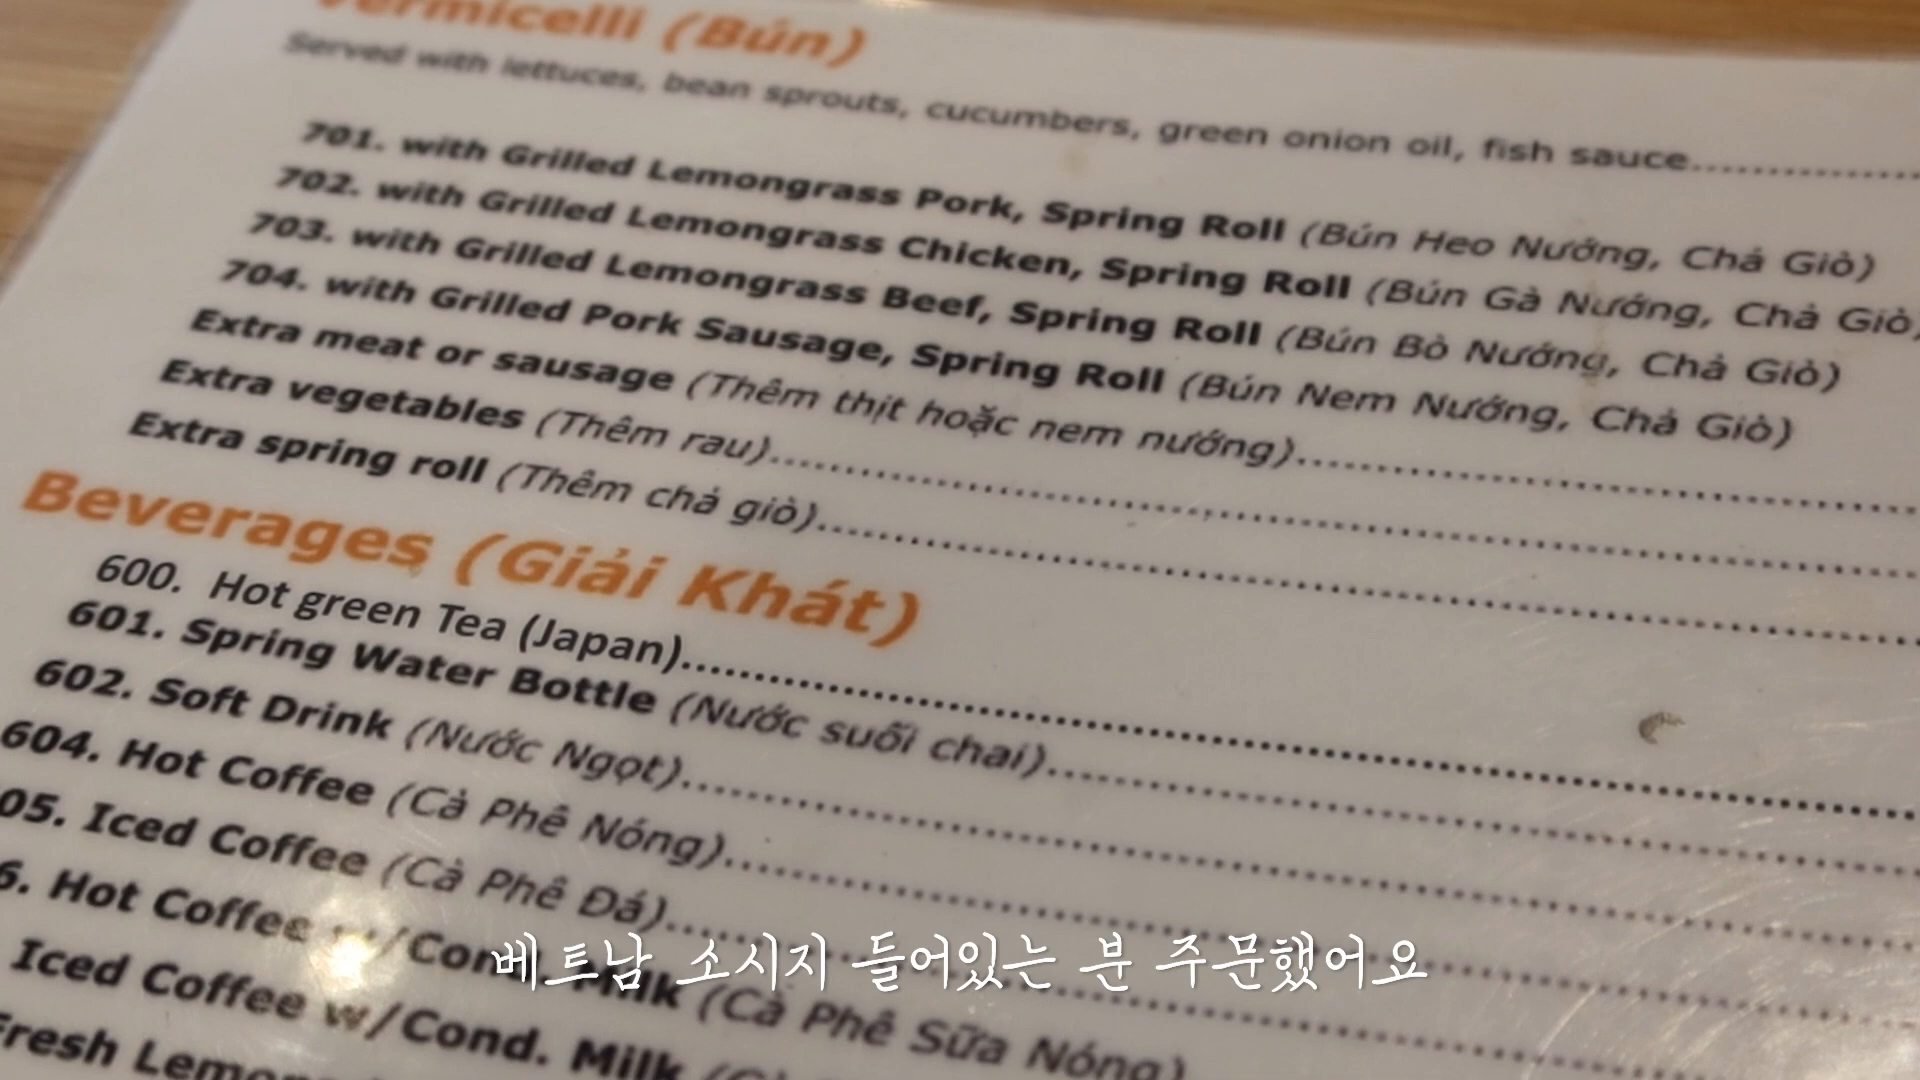 Vermicelli (Bún)
Served with lettuces, bean sprouts, cucumbers, green onion oil, fish sauce
701. with Grilled Lemongrass Pork, Spring Roll (Bún Heo Nướng, Chả Giò)
702. with Grilled Lemongrass Chicken, Spring Roll (Bún Gà Nướng, Chả Giò)
703. with Grilled Lemongrass Beef, Spring Roll (Bún Bò Nướng, Chả Giò)
704. with Grilled Pork Sausage, Spring Roll (Bún Nem Nướng, Chả Giò)
Extra meat or sausage (Thêm thịt hoặc nem nướng)
Extra vegetables (Thêm rau)
Extra spring roll (Thêm chả giò)
Beverages (Giải Khát)
600. Hot green Tea (Japan)
601. Spring Water Bottle (Nước suối chai)
602. Soft Drink (Nước Ngọt)
604. Hot Coffee (Cà Phê Nóng)
05. Iced Coffee (Cà Phê Đá)
6. Hot Coffee w/Cond. Milk (Cà Phê Sữa Nóng)
Iced Coffee w/Cond. Milk
Fresh
베트남 소시지 들어있는 분 주문했어요